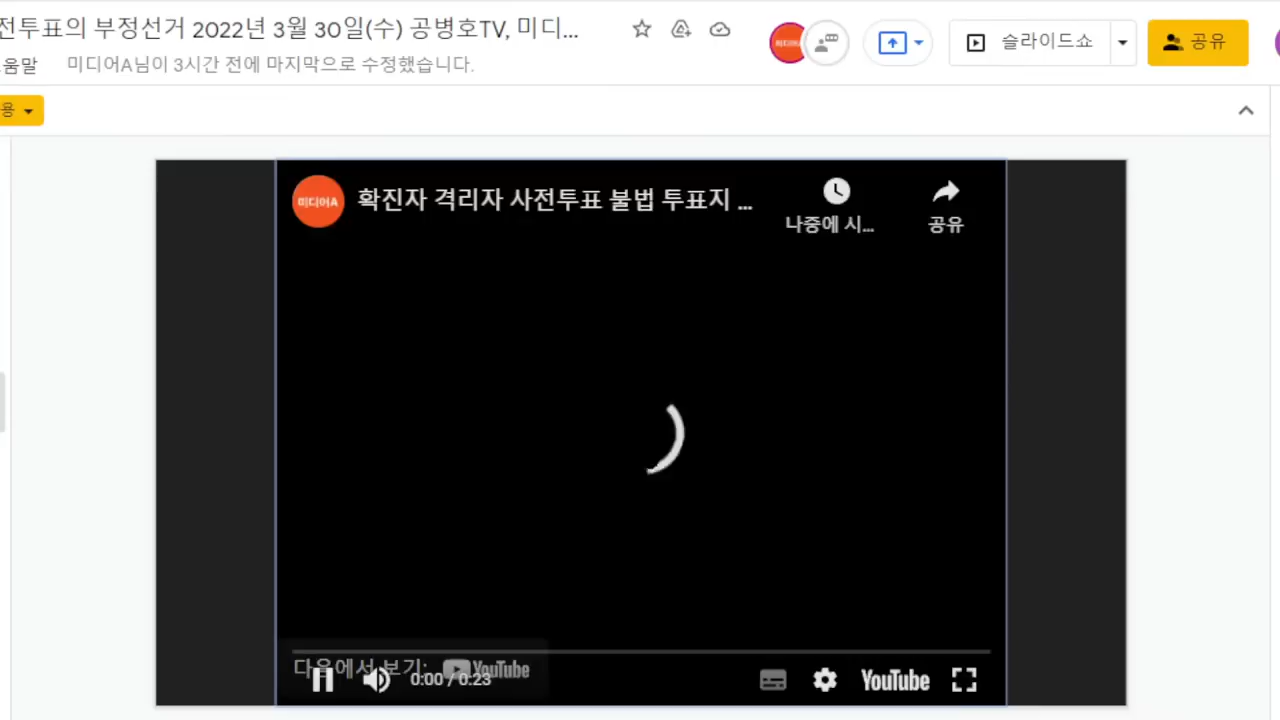 전투표의 부정선거 2022년 3월 30일(수) 공병호TV, 미디...
슬라이드쇼
공유
움말 미디어A님이 3시간 전에 마지막으로 수정했습니다.
용
미디어A
확진자 격리자 사전투표 불법 투표지 ...
나중에 시...
공유
다음에서 보기: YouTube
0:00 / 0:23
YouTube